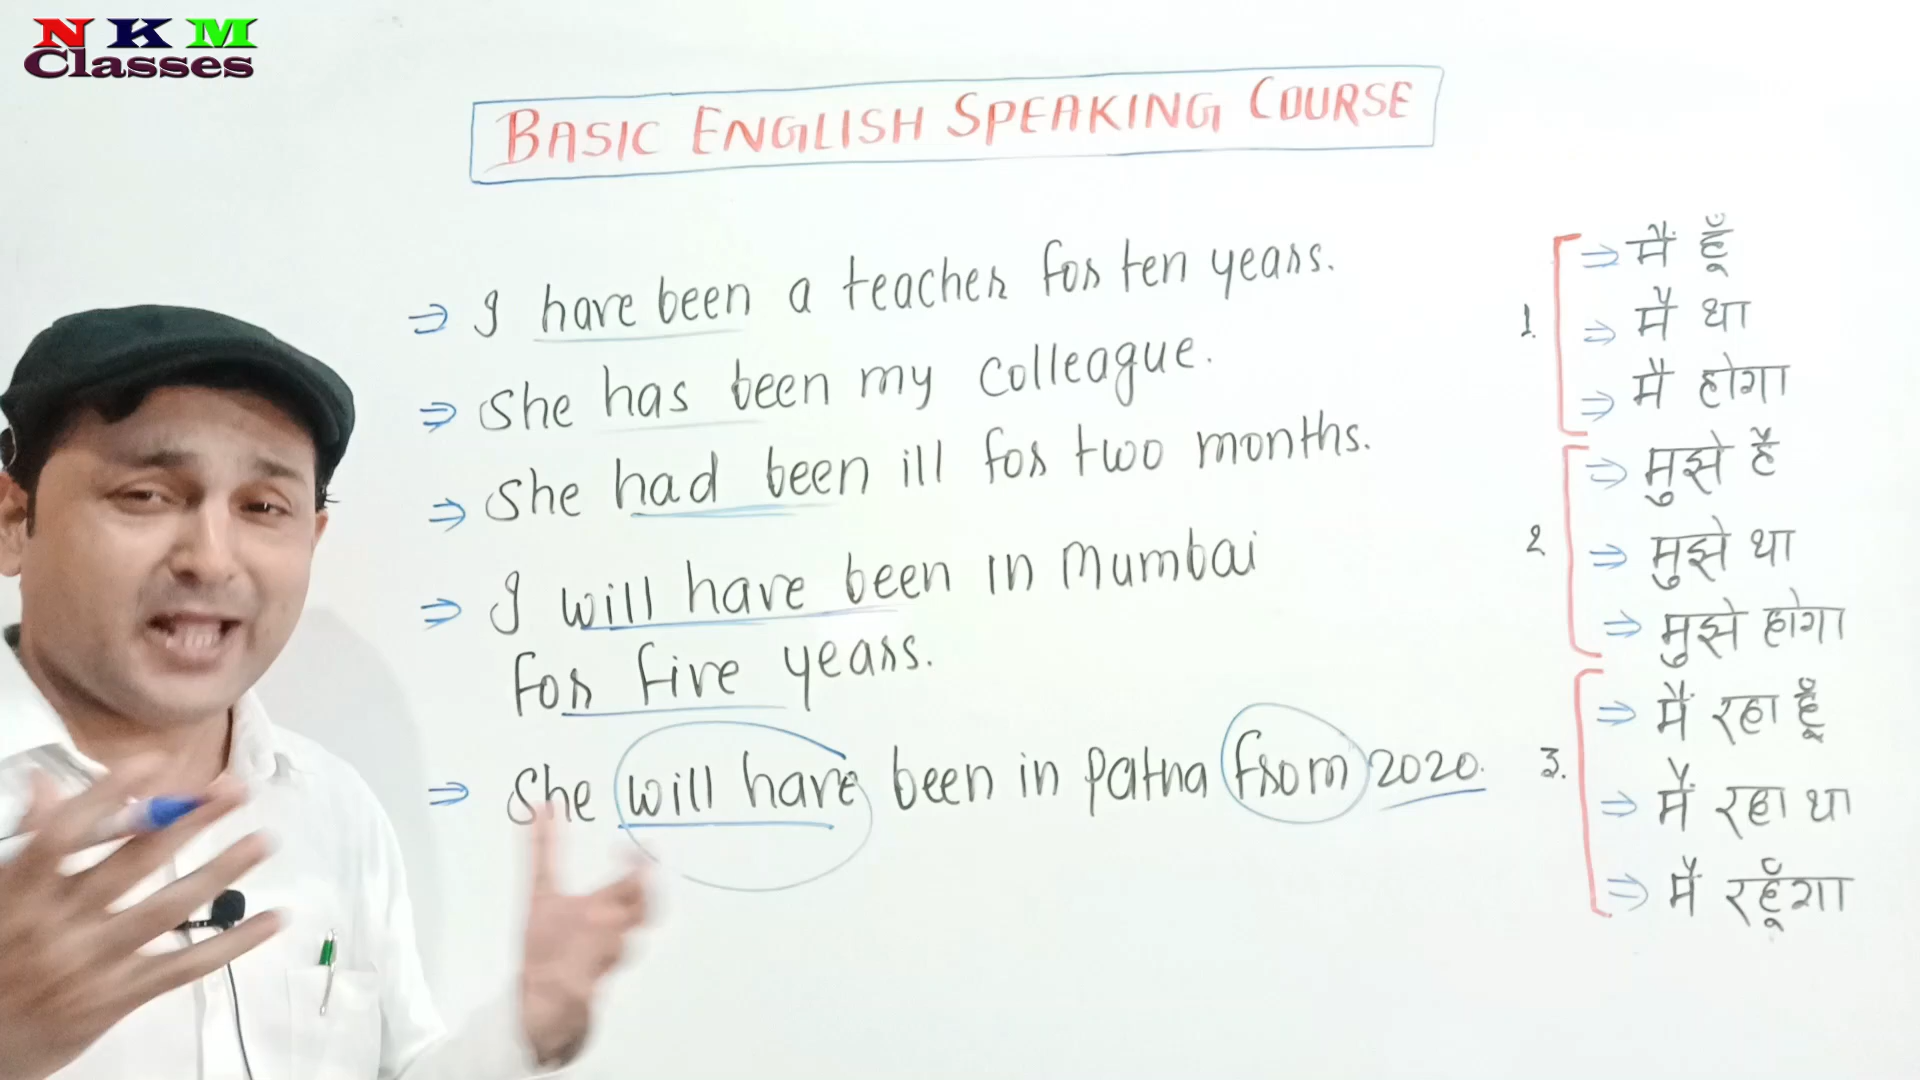 NKM
Classes
BASIC ENGLISH SPEAKING COURSE
⇒ I have been a teacher for ten years.
⇒ She has been my colleague.
⇒ She had been ill for two months.
⇒ I will have been in Mumbai
for five years.
⇒ She will have been in Patna from 2020.
1. ⇒ मैं हूँ
⇒ मैं था
⇒ मैं होगा
2 ⇒ मुझे है
⇒ मुझे था
⇒ मुझे होगा
3. ⇒ मैं रहा हूँ
⇒ मैं रहा था
⇒ मैं रहूँगा